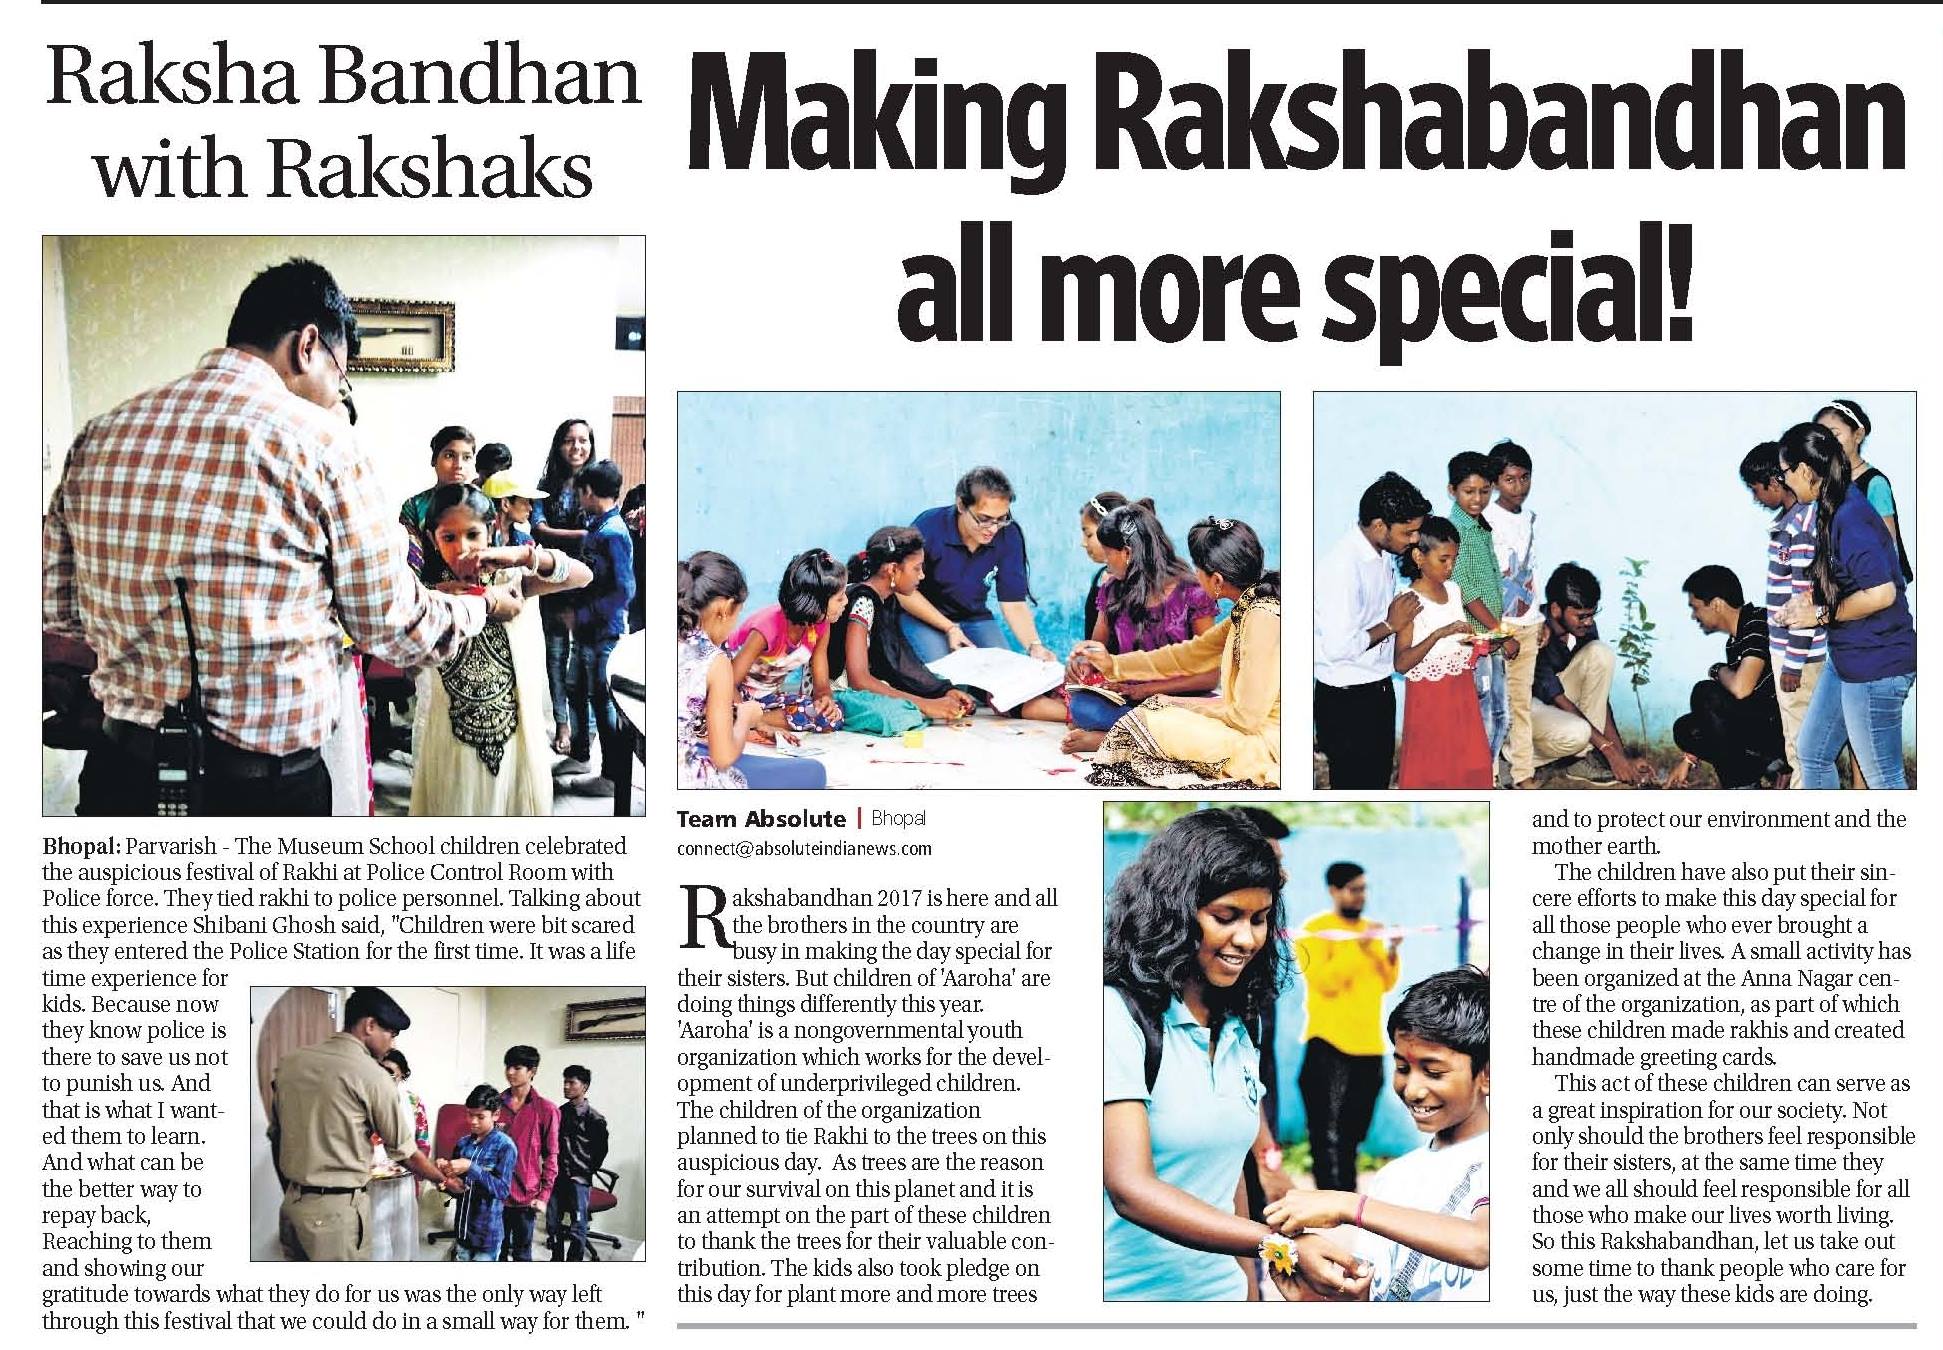 Raksha Bandhan
with Rakshaks
Bhopal: Parvarish - The Museum School children celebrated
the auspicious festival of Rakhi at Police Control Room with
Police force. They tied rakhi to police personnel. Talking about
this experience Shibani Ghosh said, "Children were bit scared
as they entered the Police Station for the first time. It was a life
time experience for
kids. Because now
they know police is
there to save us not
to punish us. And
that is what I want-
ed them to learn.
And what can be
the better way to
repay back,
Reaching to them
and showing our
gratitude towards what they do for us was the only way left
through this festival that we could do in a small way for them. "
Making Rakshabandhan
all more special!
Team Absolute | Bhopal
connect@absoluteindianews.com
Rakshabandhan 2017 is here and all
the brothers in the country are
busy in making the day special for
their sisters. But children of 'Aaroha' are
doing things differently this year.
'Aaroha' is a nongovernmental youth
organization which works for the devel-
opment of underprivileged children.
The children of the organization
planned to tie Rakhi to the trees on this
auspicious day. As trees are the reason
for our survival on this planet and it is
an attempt on the part of these children
to thank the trees for their valuable con-
tribution. The kids also took pledge on
this day for plant more and more trees
and to protect our environment and the
mother earth.
The children have also put their sin-
cere efforts to make this day special for
all those people who ever brought a
change in their lives. A small activity has
been organized at the Anna Nagar cen-
tre of the organization, as part of which
these children made rakhis and created
handmade greeting cards.
This act of these children can serve as
a great inspiration for our society. Not
only should the brothers feel responsible
for their sisters, at the same time they
and we all should feel responsible for all
those who make our lives worth living.
So this Rakshabandhan, let us take out
some time to thank people who care for
us, just the way these kids are doing.